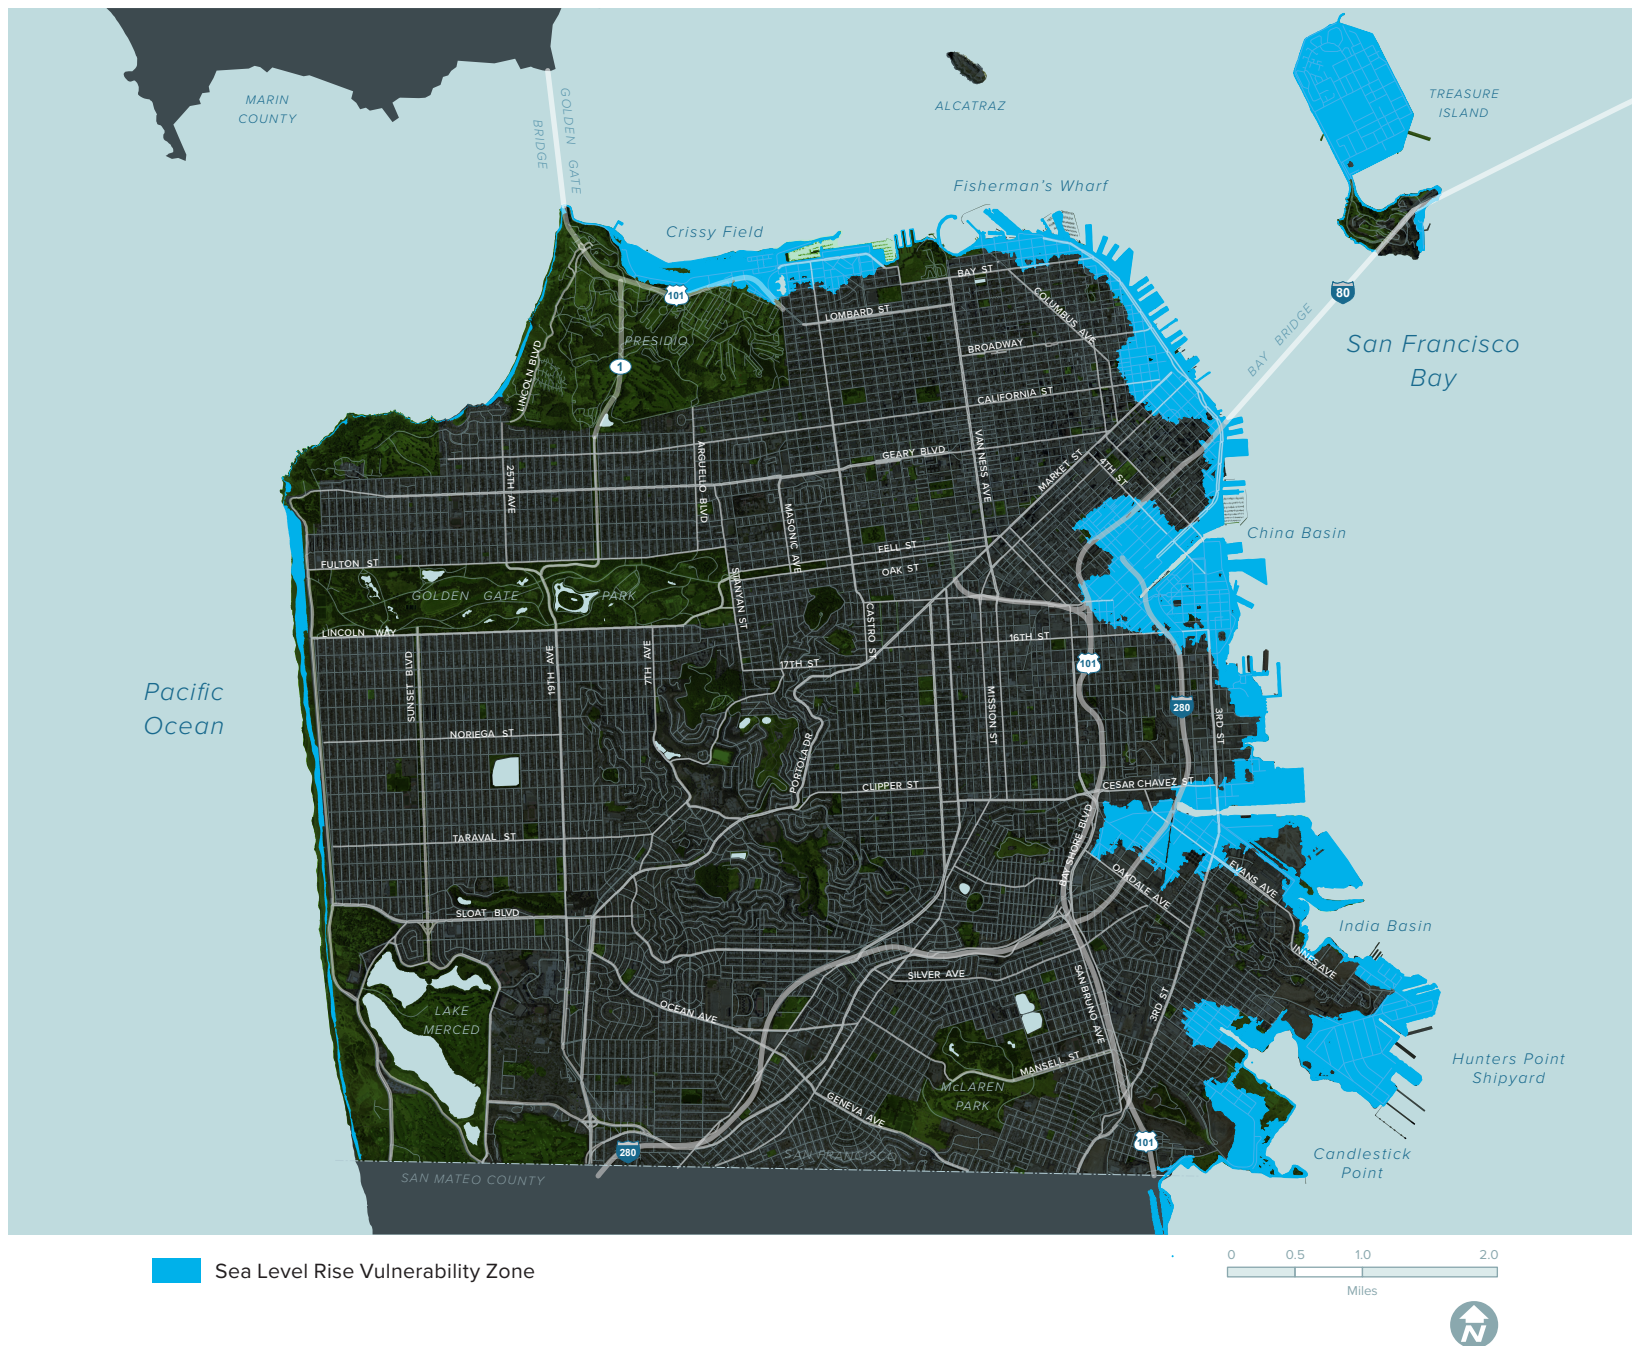 MARIN
COUNTY
GOLDEN GATE
BRIDGE
ALCATRAZ
TREASURE
ISLAND
Fisherman's Wharf
Crissy Field
101
80
BAY ST
COLUMBUS AVE
LOMBARD ST
PRESIDIO
BROADWAY
BAY BRIDGE
San Francisco
Bay
LINCOLN BLVD
1
CALIFORNIA ST
ARGUELLO BLVD
VAN NESS AVE
GEARY BLVD
MARKET ST
4TH ST
25TH AVE
MASONIC AVE
China Basin
FULTON ST
FELL ST
OAK ST
STANYAN ST
GOLDEN GATE PARK
CASTRO ST
LINCOLN WAY
16TH ST
17TH ST
101
SUNSET BLVD
19TH AVE
7TH AVE
Pacific
Ocean
MISSION ST
280
3RD ST
NORIEGA ST
PORTOLA DR
CLIPPER ST
CESAR CHAVEZ ST
TARAVAL ST
BAY SHORE BLVD
OAKDALE AVE
EVANS AVE
SLOAT BLVD
India Basin
INNES AVE
SILVER AVE
SAN BRUNO AVE
3RD ST
LAKE
MERCED
OCEAN AVE
Hunters Point
Shipyard
MANSELL ST
McLAREN
PARK
GENEVA AVE
101
280
SAN FRANCISCO
Candlestick
Point
SAN MATEO COUNTY
Sea Level Rise Vulnerability Zone
0 0.5 1.0 2.0
Miles
N